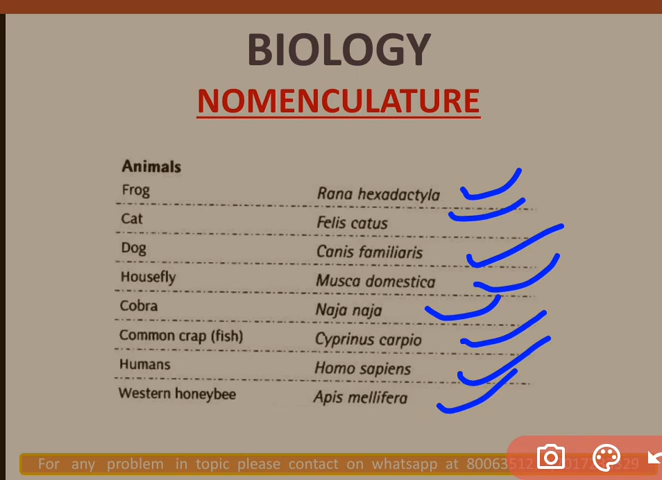 BIOLOGY
NOMENCULATURE
Animals
Frog Rana hexadactyla
Cat Felis catus
Dog Canis familiaris
Housefly Musca domestica
Cobra Naja naja
Common crap (fish) Cyprinus carpio
Humans Homo sapiens
Western honeybee Apis mellifera
For any problem in topic please contact on whatsapp at